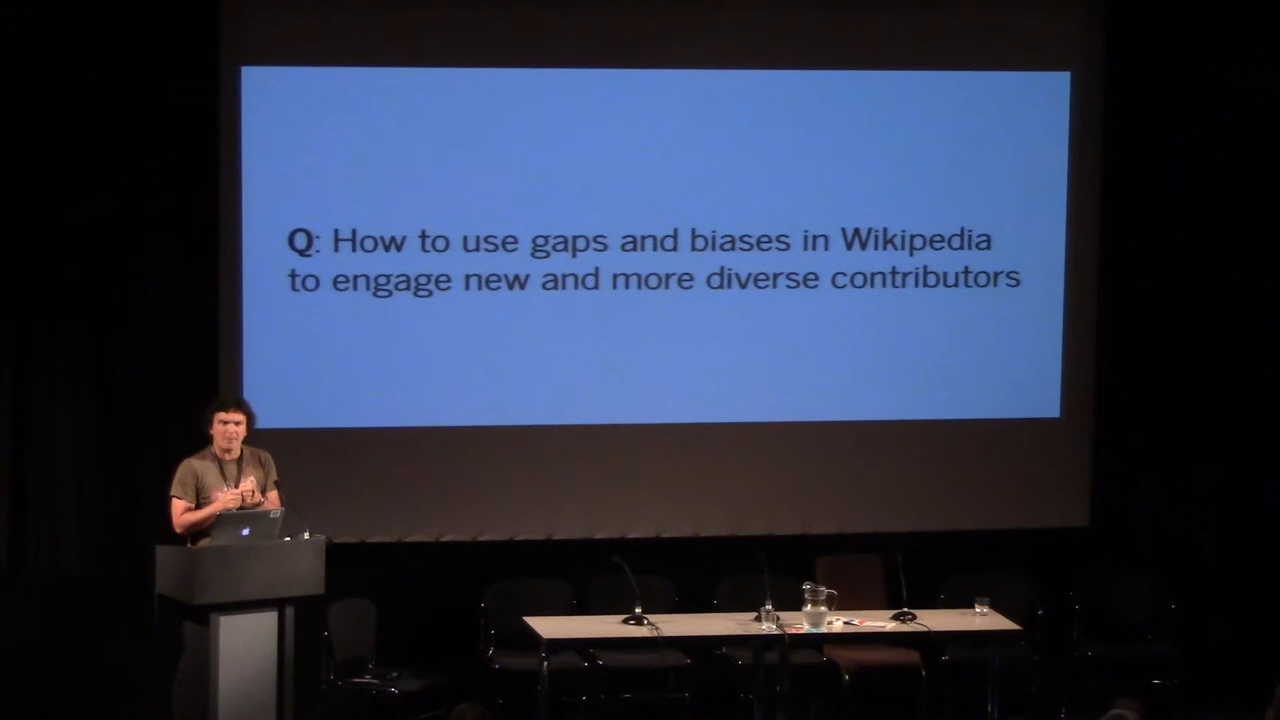 Q: How to use gaps and biases in Wikipedia
to engage new and more diverse contributors